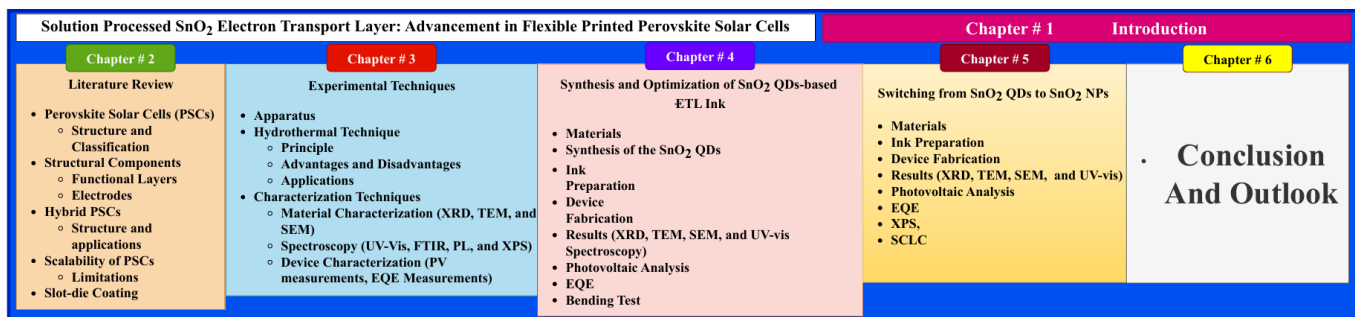 Solution Processed SnO₂ Electron Transport Layer: Advancement in Flexible Printed Perovskite Solar Cells
Chapter # 1 Introduction
Chapter # 2
Literature Review
• Perovskite Solar Cells (PSCs)
○ Structure and
Classification
• Structural Components
○ Functional Layers
○ Electrodes
• Hybrid PSCs
○ Structure and
applications
• Scalability of PSCs
○ Limitations
• Slot-die Coating
Chapter # 3
Experimental Techniques
• Apparatus
• Hydrothermal Technique
○ Principle
○ Advantages and Disadvantages
○ Applications
• Characterization Techniques
○ Material Characterization (XRD, TEM, and
SEM)
○ Spectroscopy (UV-Vis, FTIR, PL, and XPS)
○ Device Characterization (PV
measurements, EQE Measurements)
Chapter # 4
Synthesis and Optimization of SnO₂ QDs-based
ETL Ink
• Materials
• Synthesis of the SnO₂ QDs
• Ink
Preparation
• Device
Fabrication
• Results (XRD, TEM, SEM, and UV-vis
Spectroscopy)
• Photovoltaic Analysis
• EQE
• Bending Test
Chapter # 5
Switching from SnO₂ QDs to SnO₂ NPs
• Materials
• Ink Preparation
• Device Fabrication
• Results (XRD, TEM, SEM, and UV-vis)
• Photovoltaic Analysis
• EQE
• XPS,
• SCLC
Chapter # 6
• Conclusion
And Outlook